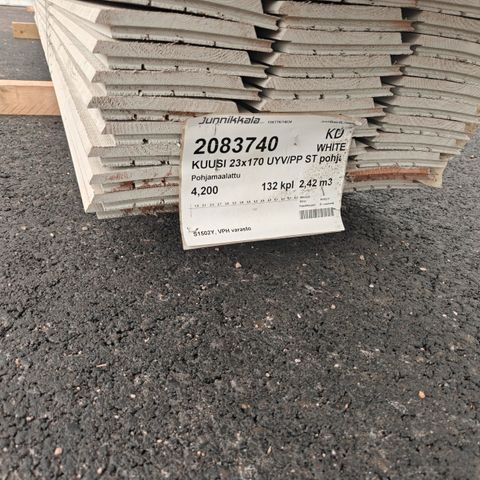 Junnikkala
2083740 KD
WHITE
KUUSI 23x170 UYV/PP ST pohja
Pohjamaalattu
4,200 132 kpl 2,42 m3
S1502Y, VPH varasto